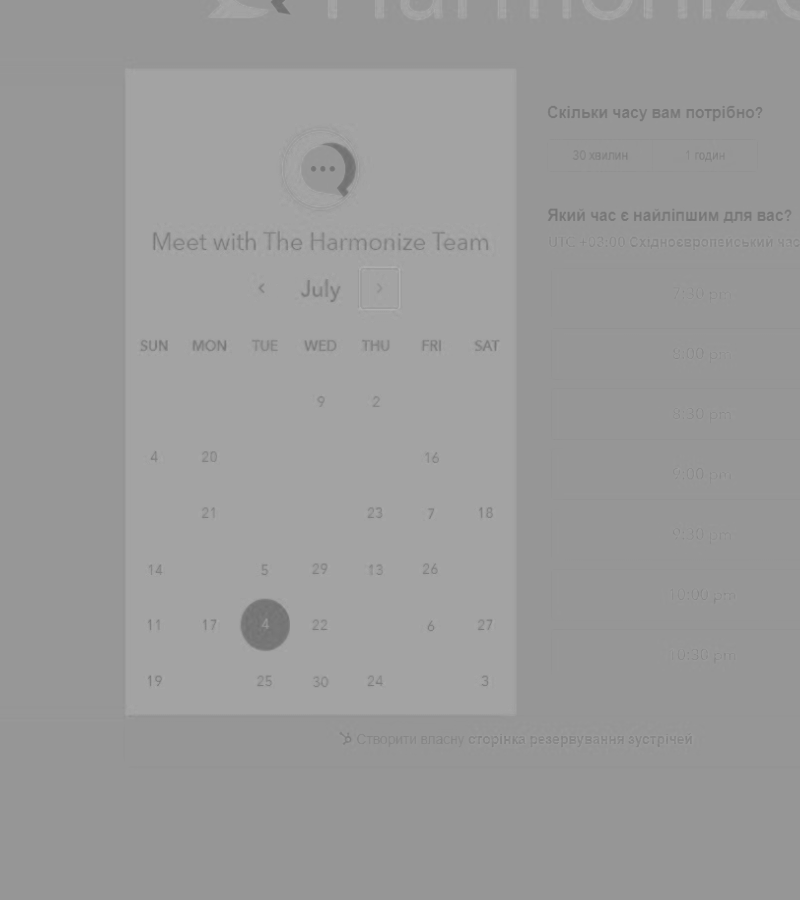 Harmonize
Скільки часу вам потрібно?
30 хвилин 1 годин
Meet with The Harmonize Team
Який час є найліпшим для вас?
UTC +03:00 Східноєвропейський час
July
7:30 pm
SUN MON TUE WED THU FRI SAT
8:00 pm
9 2
8:30 pm
4 20 16
9:00 pm
21 23 7 18
9:30 pm
14 5 29 13 26
10:00 pm
11 17 4 22 6 27
10:30 pm
19 25 30 24 3
Створити власну сторінка резервування зустрічей